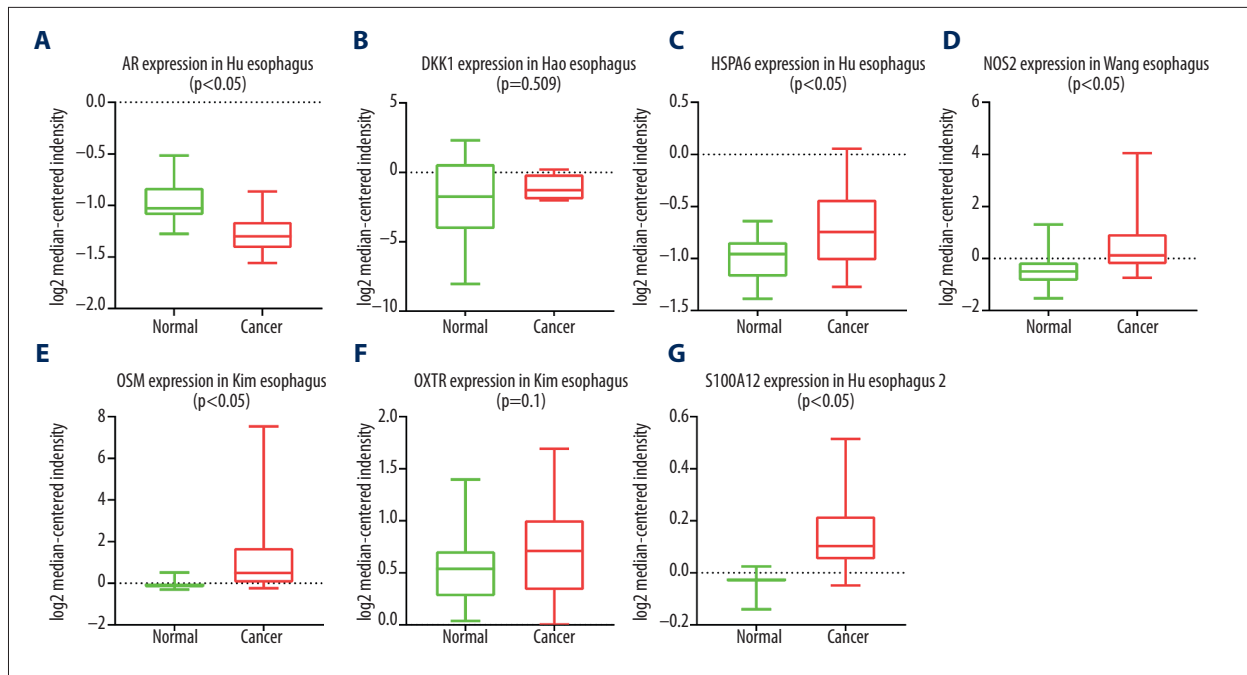 A
AR expression in Hu esophagus
(p<0.05)
log2 median-centered indensity
0.0
−0.5
−1.0
−1.5
−2.0
Normal Cancer
B
DKK1 expression in Hao esophagus
(p=0.509)
log2 median-centered indensity
5
0
−5
−10
Normal Cancer
C
HSPA6 expression in Hu esophagus
(p<0.05)
log2 median-centered indensity
0.5
0.0
−0.5
−1.0
−1.5
Normal Cancer
D
NOS2 expression in Wang esophagus
(p<0.05)
log2 median-centered indensity
6
4
2
0
−2
Normal Cancer
E
OSM expression in Kim esophagus
(p<0.05)
log2 median-centered indensity
8
6
4
2
0
−2
Normal Cancer
F
OXTR expression in Kim esophagus
(p=0.1)
log2 median-centered indensity
2.0
1.5
1.0
0.5
0.0
Normal Cancer
G
S100A12 expression in Hu esophagus 2
(p<0.05)
log2 median-centered indensity
0.6
0.4
0.2
0.0
−0.2
Normal Cancer